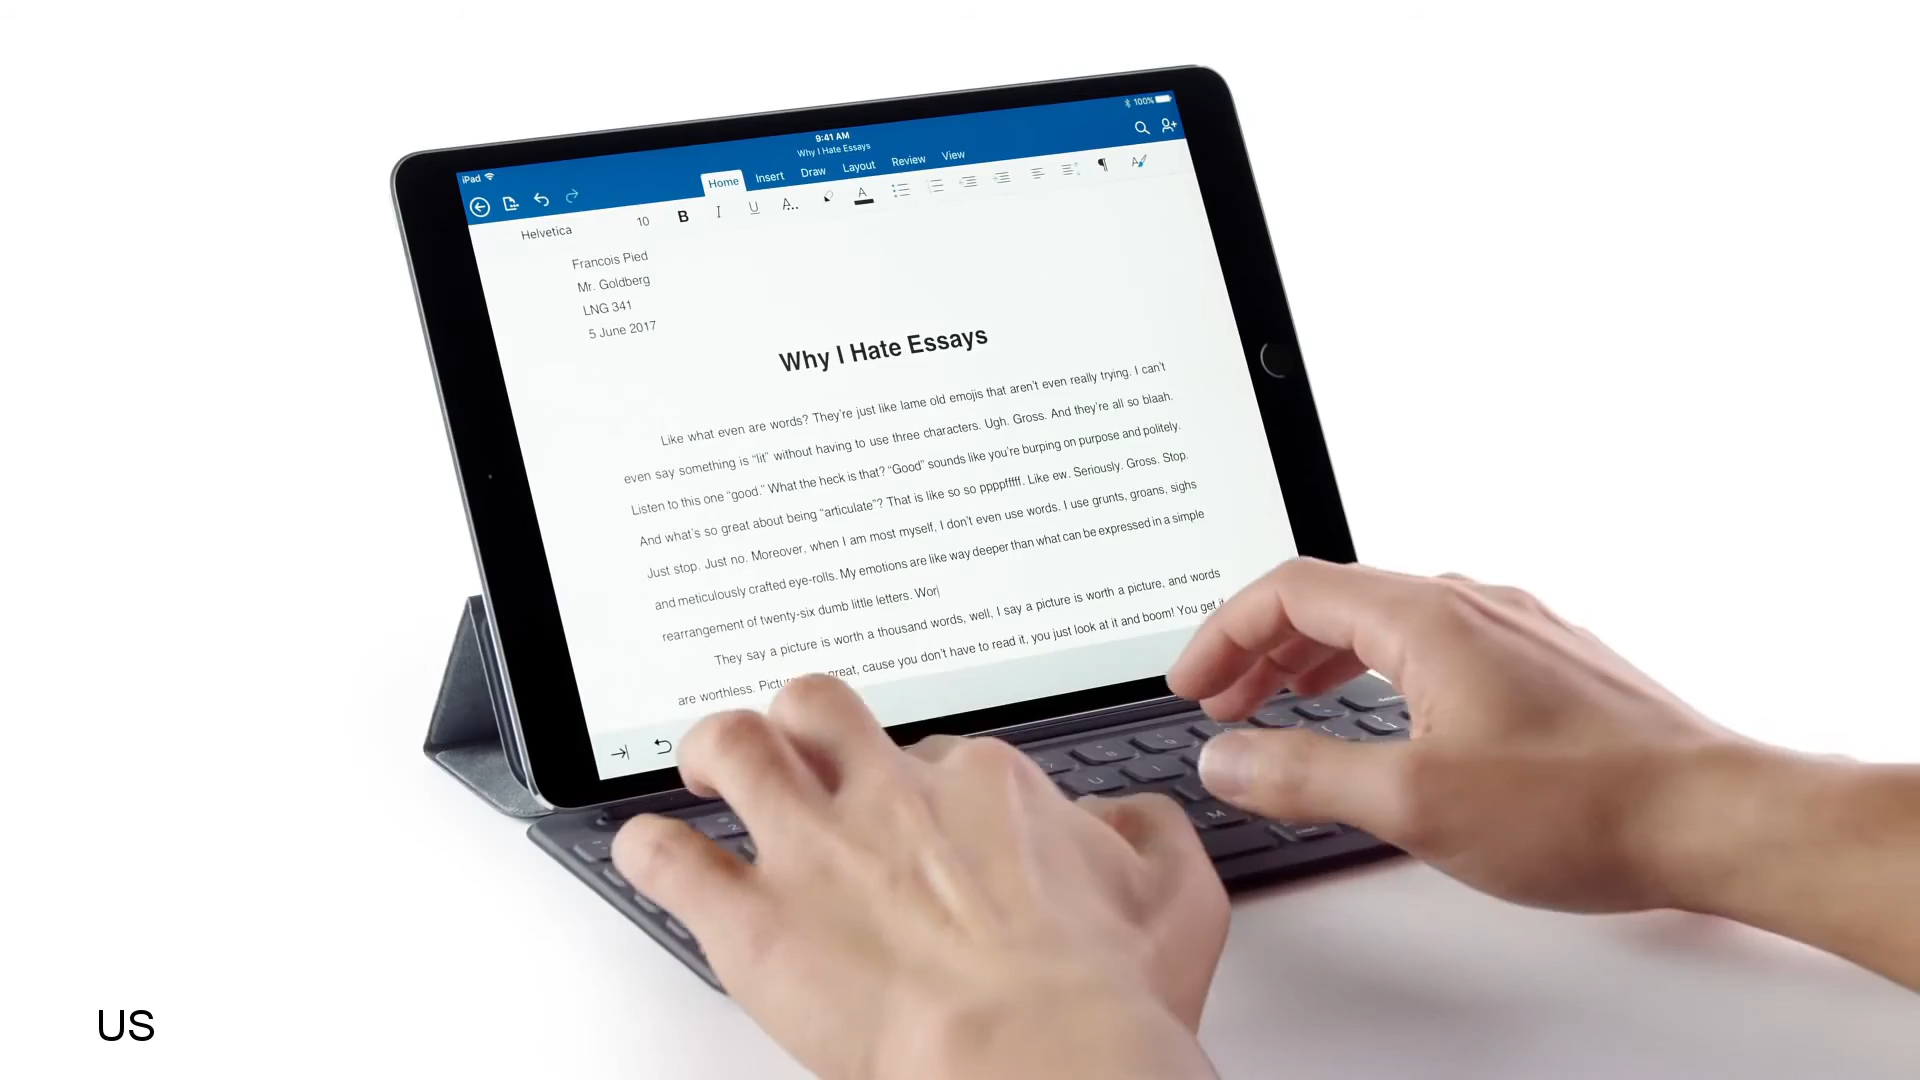 iPad
9:41 AM
100%
Why I Hate Essays
Home Insert Draw Layout Review View
Helvetica 10 B I U A... A
Francois Pied
Mr. Goldberg
LNG 341
5 June 2017
Why I Hate Essays
Like what even are words? They're just like lame old emojis that aren't even really trying. I can't
even say something is “lit” without having to use three characters. Ugh. Gross. And they're all so blaah.
Listen to this one “good.” What the heck is that? “Good” sounds like you're burping on purpose and politely.
And what's so great about being “articulate”? That is like so so ppppfffff. Like ew. Seriously. Gross. Stop.
Just stop. Just no. Moreover, when I am most myself, I don't even use words. I use grunts, groans, sighs
and meticulously crafted eye-rolls. My emotions are like way deeper than what can be expressed in a simple
rearrangement of twenty-six dumb little letters. Wor
They say a picture is worth a thousand words, well, I say a picture is worth a picture, and words
are worthless. great, cause you don't have to read it, you just look at it and boom! You get it
U I
M
US